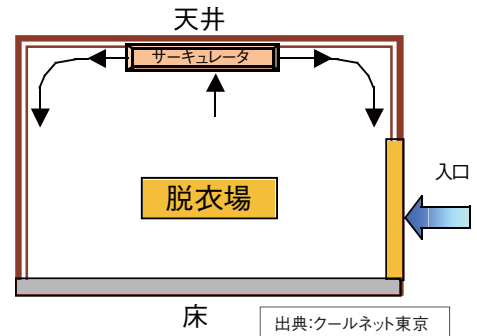 天井
サーキュレータ
脱衣場
入口
床
出典:クールネット東京